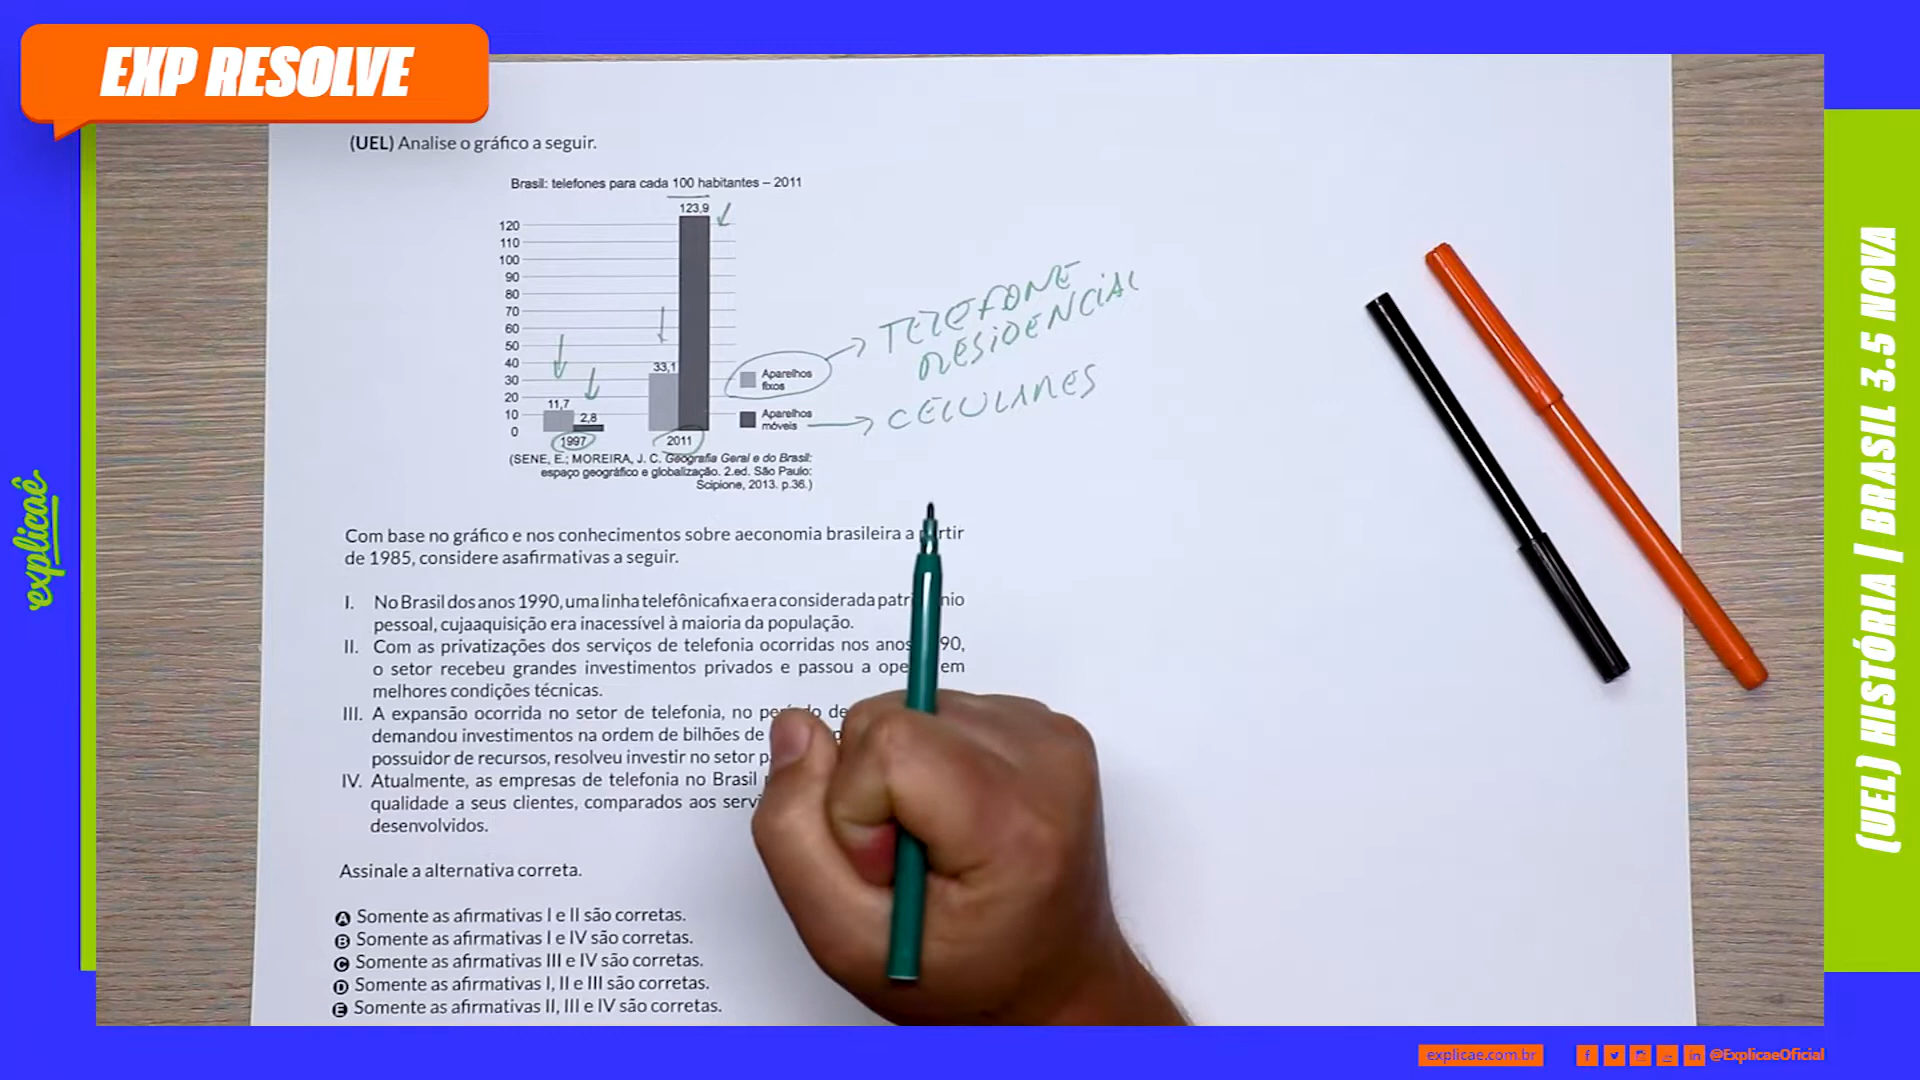 EXP RESOLVE
(UEL) Analise o gráfico a seguir.
Brasil: telefones para cada 100 habitantes – 2011
123,9
120
110
100
90
80
70
60
50
40
30
20
10
0
33,1
11,7
2,8
1997
2011
Aparelhos
fixos
Aparelhos
móveis
TELEFONE
RESIDENCIAL
CELULARES
(SENE, E.; MOREIRA, J. C. Geografia Geral e do Brasil:
espaço geográfico e globalização. 2.ed. São Paulo:
Scipione, 2013. p.36.)
Com base no gráfico e nos conhecimentos sobre aeconomia brasileira a
de 1985, considere asafirmativas a seguir.
I. No Brasil dos anos 1990, uma linha telefônicafixa era considerada
pessoal, cujaaquisição era inacessível à maioria da população.
II. Com as privatizações dos serviços de telefonia ocorridas nos anos
o setor recebeu grandes investimentos privados e passou a em
melhores condições técnicas.
III. A expansão ocorrida no setor de telefonia, no de
demandou investimentos na ordem de bilhões de
possuidor de recursos, resolveu investir no setor
IV. Atualmente, as empresas de telefonia no Brasil
qualidade a seus clientes, comparados aos
desenvolvidos.
Assinale a alternativa correta.
A Somente as afirmativas I e II são corretas.
B Somente as afirmativas I e IV são corretas.
C Somente as afirmativas III e IV são corretas.
D Somente as afirmativas I, II e III são corretas.
E Somente as afirmativas II, III e IV são corretas.
explicaê
(UEL) HISTÓRIA | BRASIL 3.5 NOVA
explicae.com.br
@ExplicaeOficial